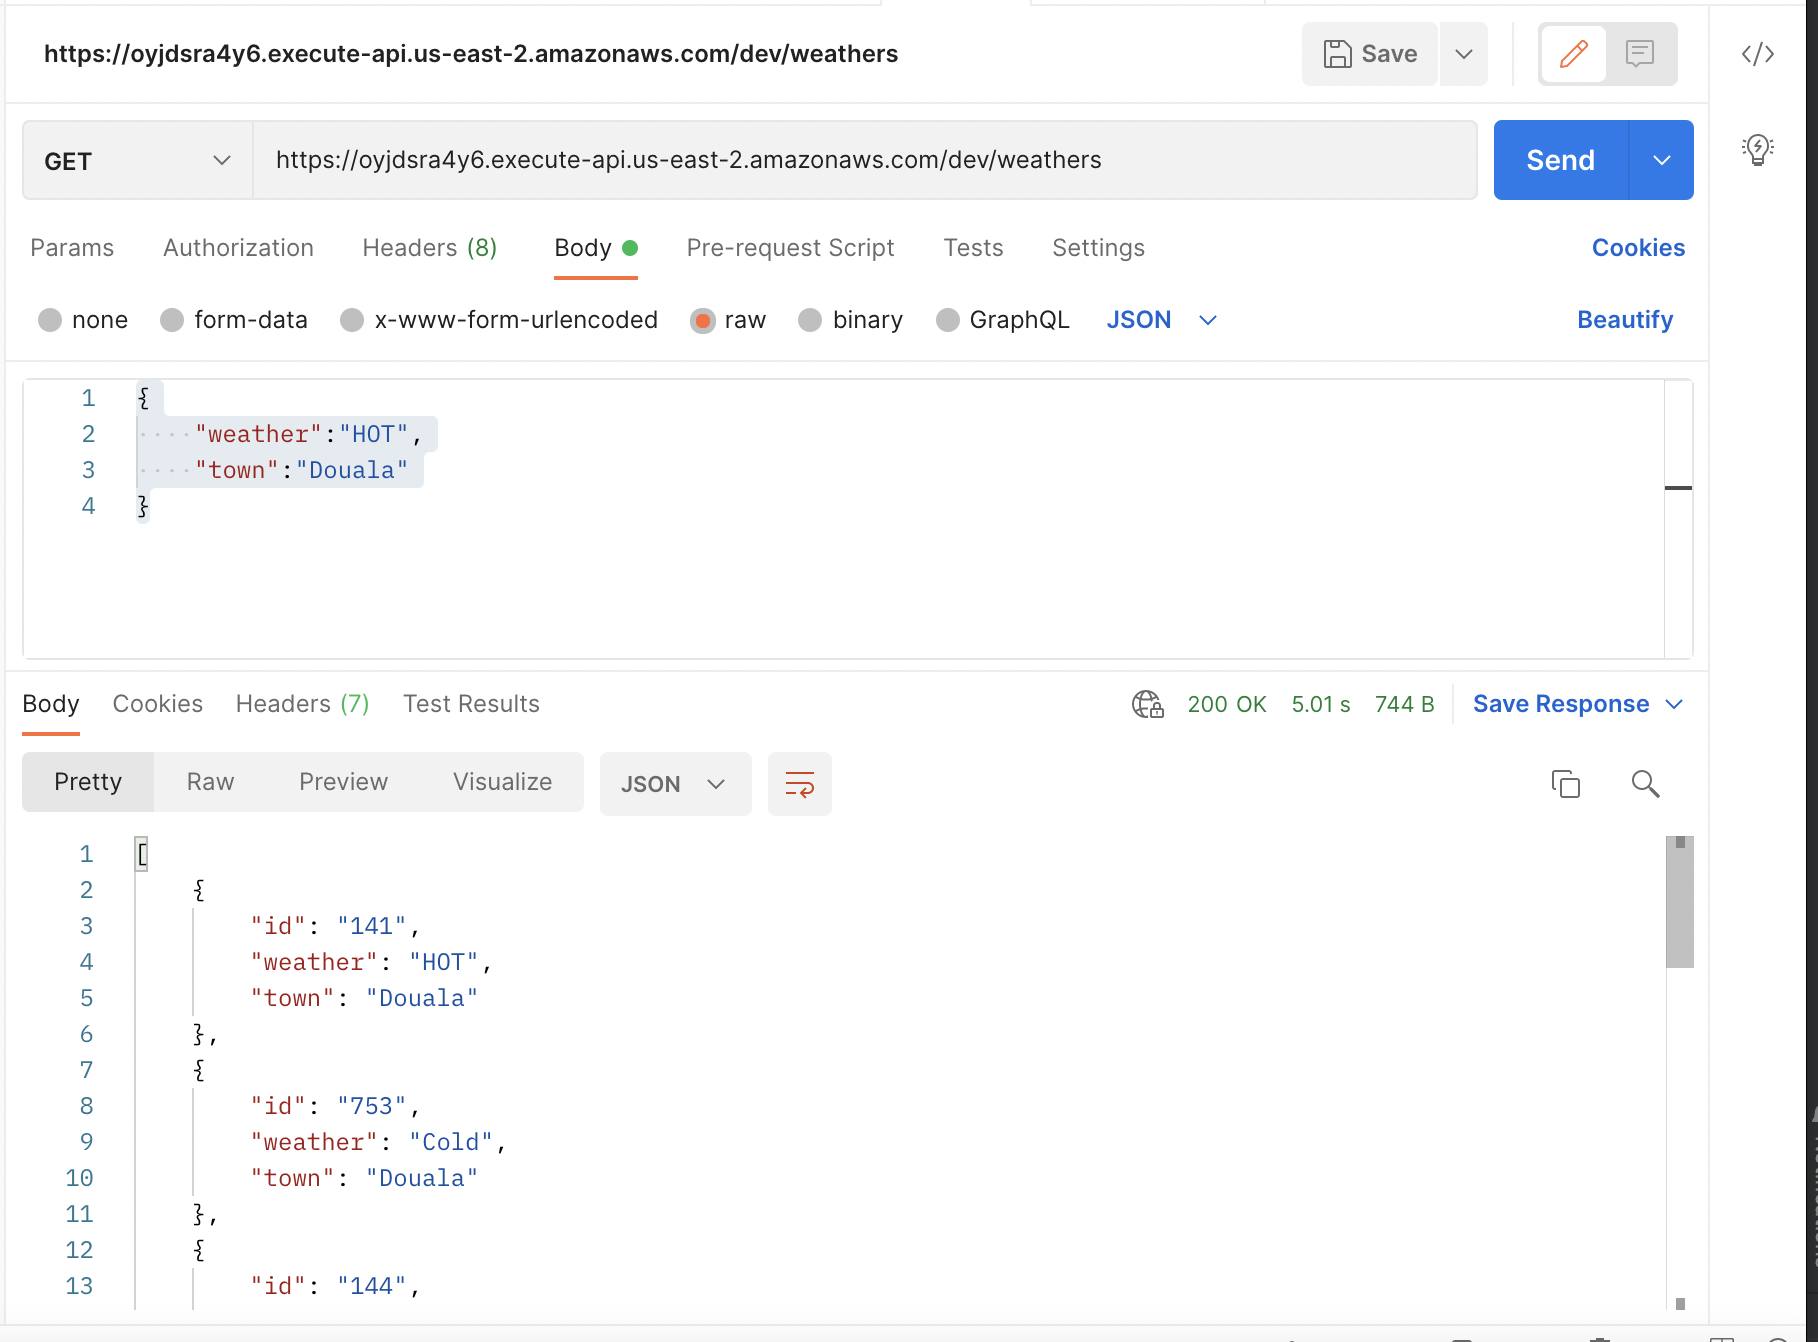 https://oyjdsra4y6.execute-api.us-east-2.amazonaws.com/dev/weathers
Save
GET
https://oyjdsra4y6.execute-api.us-east-2.amazonaws.com/dev/weathers
Send
Params Authorization Headers (8) Body Pre-request Script Tests Settings Cookies
none form-data x-www-form-urlencoded raw binary GraphQL JSON Beautify
1 {
2 ····"weather":"HOT",
3 ····"town":"Douala"
4 }
Body Cookies Headers (7) Test Results 200 OK 5.01 s 744 B Save Response
Pretty Raw Preview Visualize JSON
1 [
2 {
3 "id": "141",
4 "weather": "HOT",
5 "town": "Douala"
6 },
7 {
8 "id": "753",
9 "weather": "Cold",
10 "town": "Douala"
11 },
12 {
13 "id": "144",